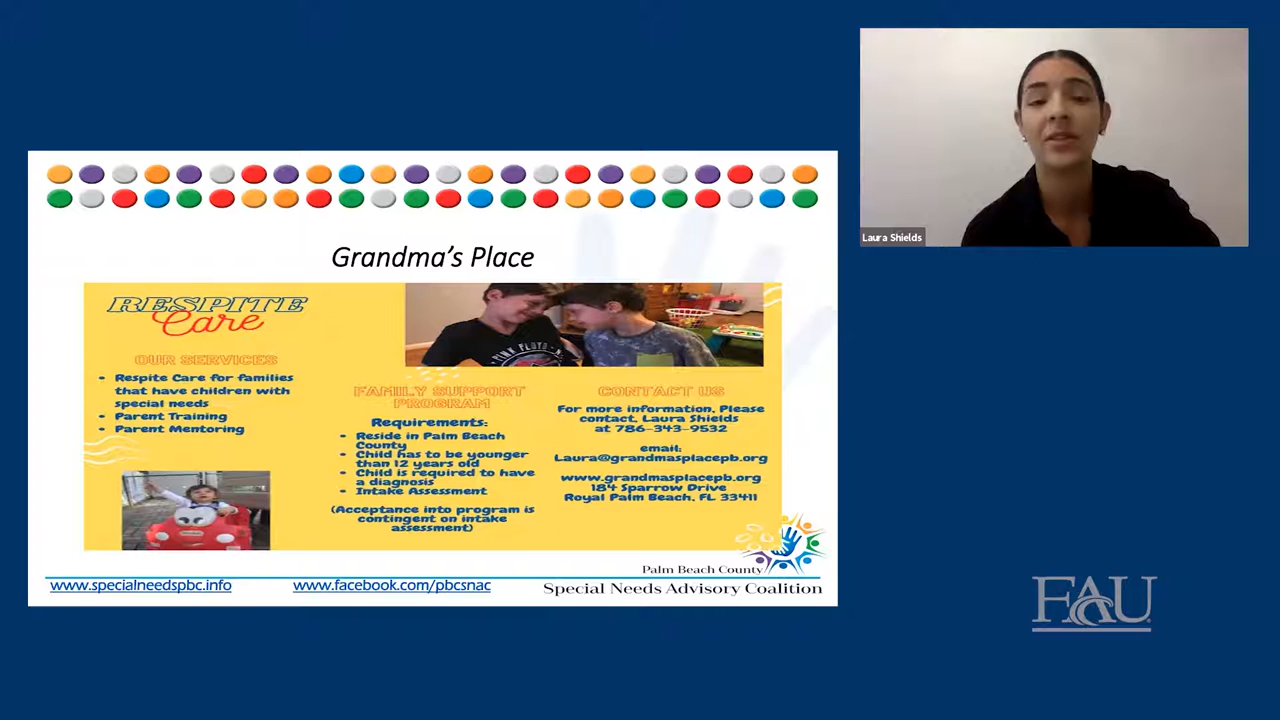 Grandma's Place
RESPITE
Care
OUR SERVICES
• Respite Care for families
that have children with
special needs
• Parent Training
• Parent Mentoring
PINK FLOYD
FAMILY SUPPORT
PROGRAM
Requirements:
• Reside in Palm Beach
County
• Child has to be younger
than 12 years old
• Child is required to have
a diagnosis
• Intake Assessment
(Acceptance into program is
contingent on intake
assessment)
CONTACT US
For more information, Please
contact, Laura Shields
at 786-343-9532
email:
Laura@grandmasplacepb.org
www.grandmasplacepb.org
184 Sparrow Drive
Royal Palm Beach, FL 33411
www.specialneedspbc.info
www.facebook.com/pbcsnac
Palm Beach County
Special Needs Advisory Coalition
Laura Shields
FAU